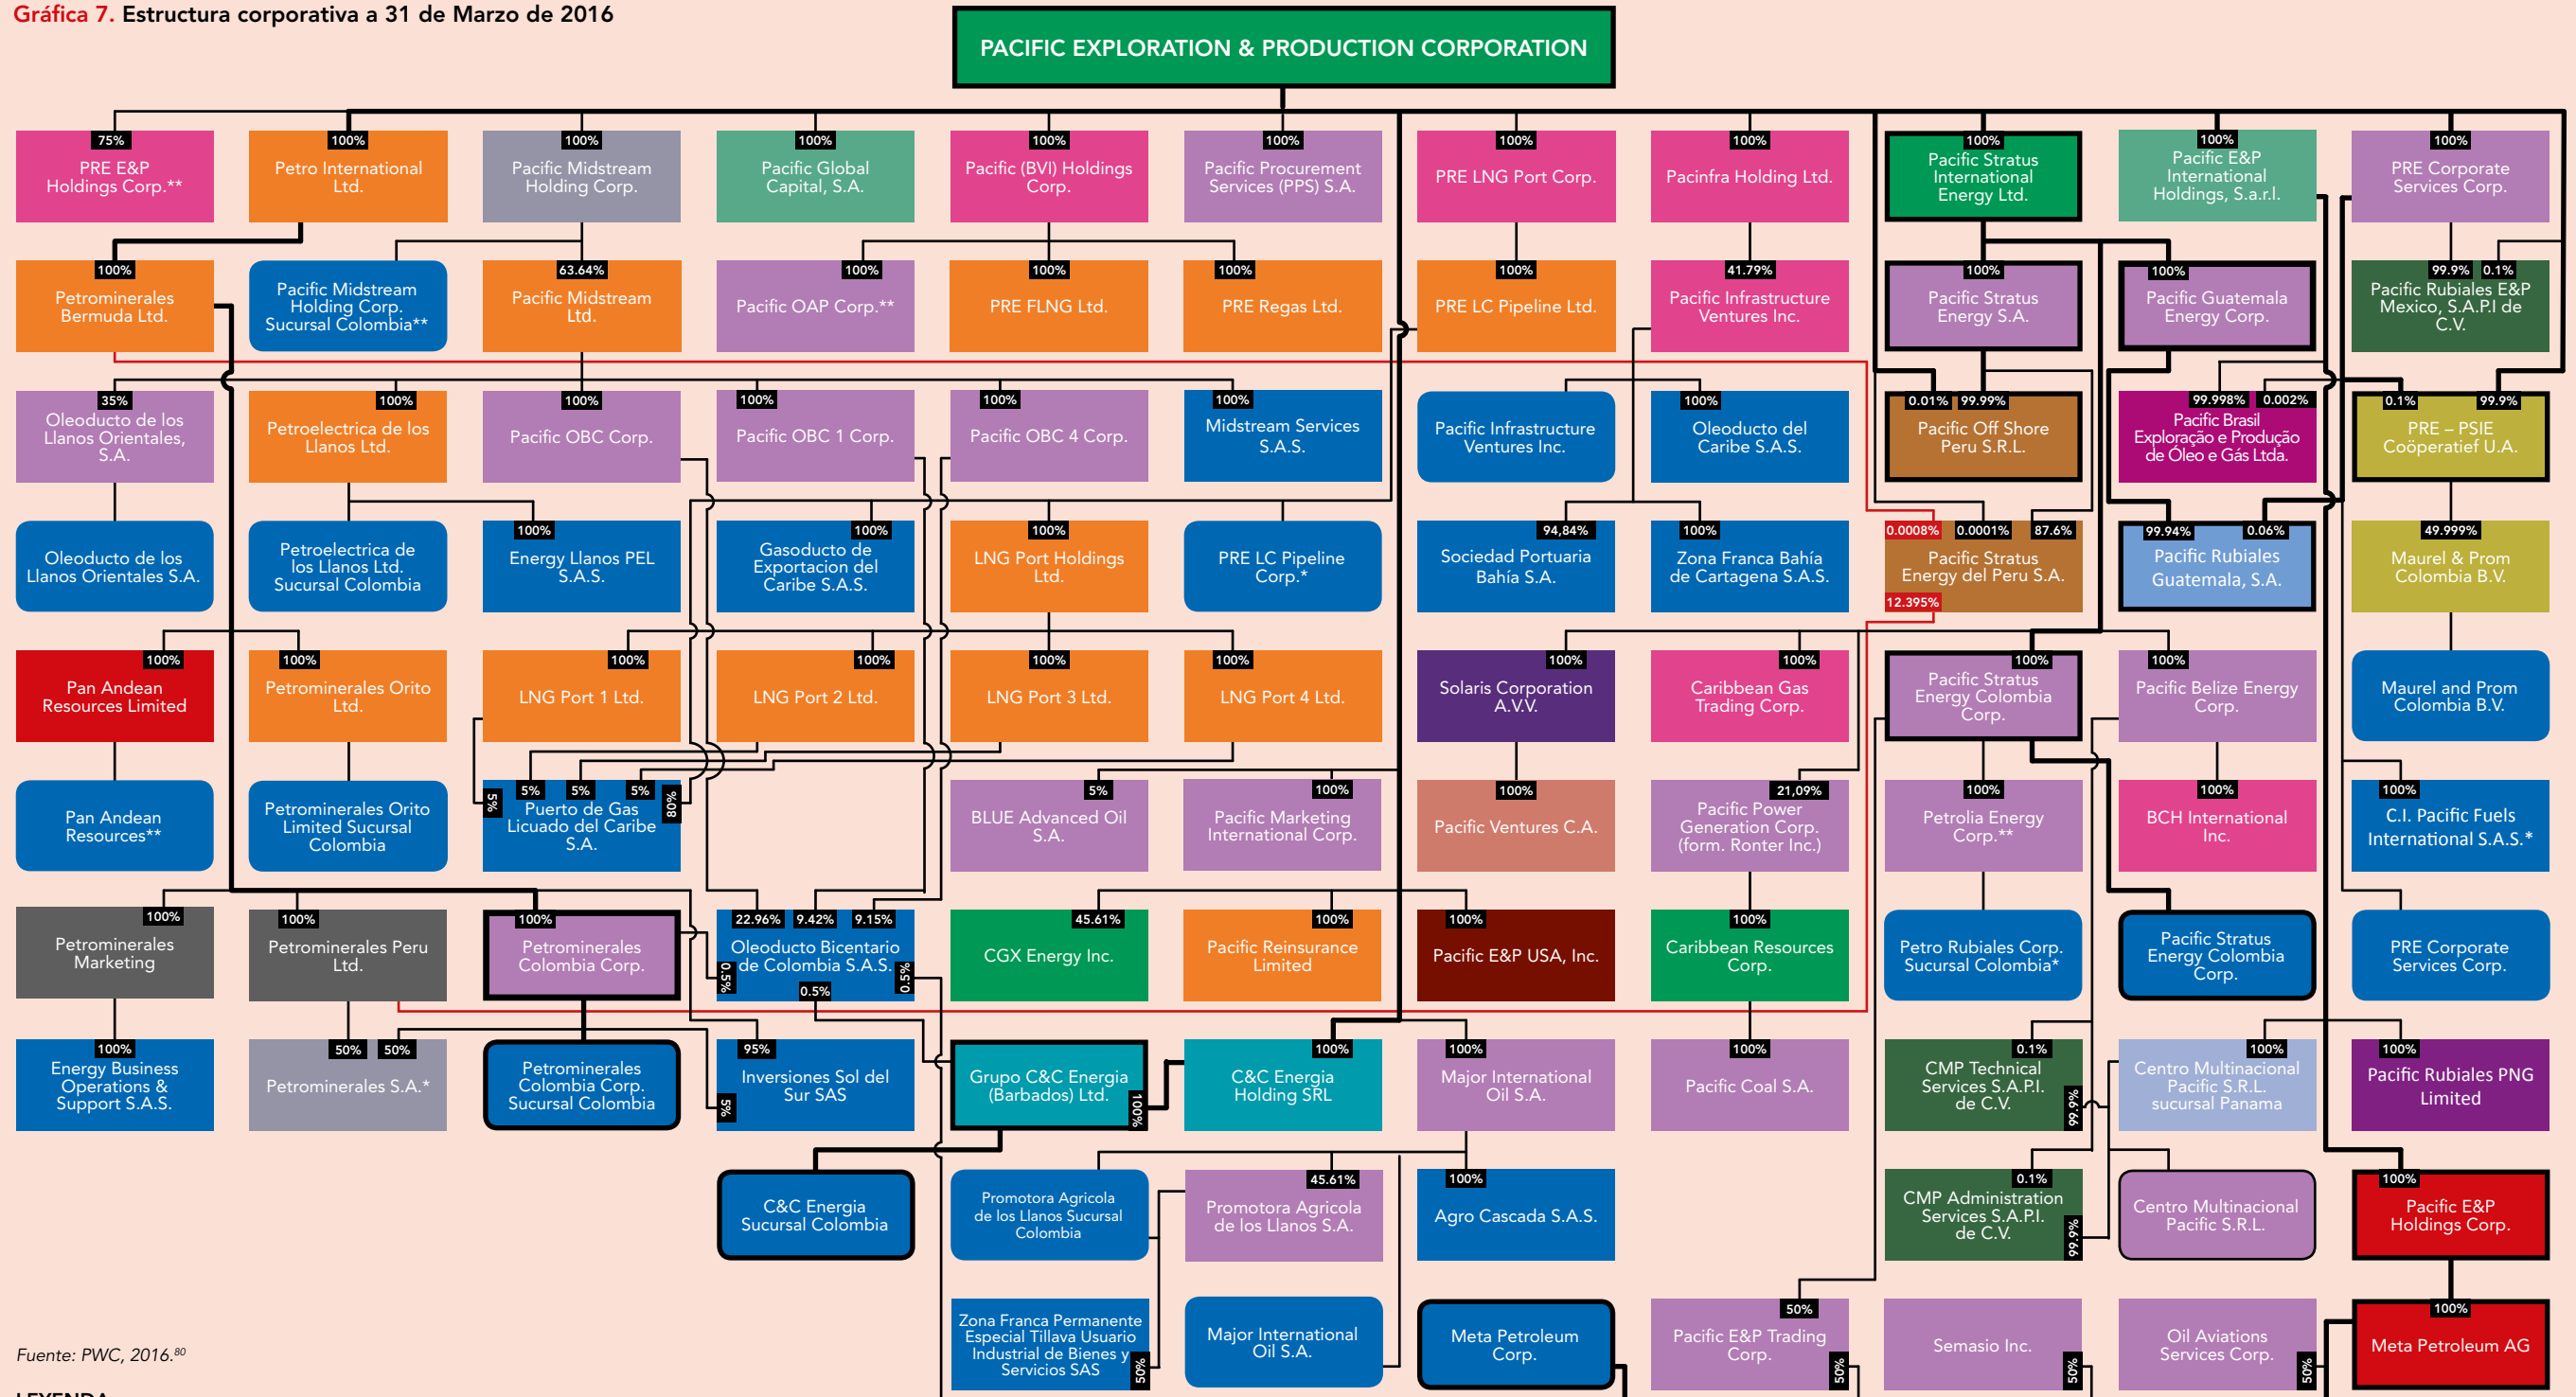 Gráfica 7. Estructura corporativa a 31 de Marzo de 2016
PACIFIC EXPLORATION & PRODUCTION CORPORATION
75%
PRE E&P
Holdings Corp.**
100%
Petro International
Ltd.
100%
Pacific Midstream
Holding Corp.
100%
Pacific Global
Capital, S.A.
100%
Pacific (BVI) Holdings
Corp.
100%
Pacific Procurement
Services (PPS) S.A.
100%
PRE LNG Port Corp.
100%
Pacinfra Holding Ltd.
100%
Pacific Stratus
International
Energy Ltd.
100%
Pacific E&P
International
Holdings, S.a.r.l.
100%
PRE Corporate
Services Corp.
100%
Petrominerales
Bermuda Ltd.
Pacific Midstream
Holding Corp.
Sucursal Colombia**
63.64%
Pacific Midstream
Ltd.
100%
Pacific OAP Corp.**
100%
PRE FLNG Ltd.
100%
PRE Regas Ltd.
100%
PRE LC Pipeline Ltd.
41.79%
Pacific Infrastructure
Ventures Inc.
100%
Pacific Stratus
Energy S.A.
100%
Pacific Guatemala
Energy Corp.
99.9% 0.1%
Pacific Rubiales E&P
Mexico, S.A.P.I de
C.V.
35%
Oleoducto de los
Llanos Orientales,
S.A.
100%
Petroelectrica de los
Llanos Ltd.
100%
Pacific OBC Corp.
100%
Pacific OBC 1 Corp.
100%
Pacific OBC 4 Corp.
100%
Midstream Services
S.A.S.
Pacific Infrastructure
Ventures Inc.
100%
Oleoducto del
Caribe S.A.S.
0.01% 99.99%
Pacific Off Shore
Peru S.R.L.
99.998% 0.002%
Pacific Brasil
Exploração e Produção
de Óleo e Gás Ltda.
0.1% 99.9%
PRE – PSIE
Coöperatief U.A.
Oleoducto de los
Llanos Orientales S.A.
Petroelectrica de
los Llanos Ltd.
Sucursal Colombia
100%
Energy Llanos PEL
S.A.S.
100%
Gasoducto de
Exportacion del
Caribe S.A.S.
100%
LNG Port Holdings
Ltd.
PRE LC Pipeline
Corp.*
94,84%
Sociedad Portuaria
Bahía S.A.
100%
Zona Franca Bahía
de Cartagena S.A.S.
0.0008% 0.0001% 87.6%
Pacific Stratus
Energy del Peru S.A.
12.395%
99.94% 0.06%
Pacific Rubiales
Guatemala, S.A.
49.999%
Maurel & Prom
Colombia B.V.
100%
Pan Andean
Resources Limited
100%
Petrominerales Orito
Ltd.
100%
LNG Port 1 Ltd.
100%
LNG Port 2 Ltd.
100%
LNG Port 3 Ltd.
100%
LNG Port 4 Ltd.
100%
Solaris Corporation
A.V.V.
100%
Caribbean Gas
Trading Corp.
100%
Pacific Stratus
Energy Colombia
Corp.
100%
Pacific Belize Energy
Corp.
Maurel and Prom
Colombia B.V.
Pan Andean
Resources**
Petrominerales Orito
Limited Sucursal
Colombia
5% 5% 5% 5% 80%
Puerto de Gas
Licuado del Caribe
S.A.
5%
BLUE Advanced Oil
S.A.
100%
Pacific Marketing
International Corp.
100%
Pacific Ventures C.A.
21,09%
Pacific Power
Generation Corp.
(form. Ronter Inc.)
100%
Petrolia Energy
Corp.**
100%
BCH International
Inc.
100%
C.I. Pacific Fuels
International S.A.S.*
100%
Petrominerales
Marketing
100%
Petrominerales Peru
Ltd.
100%
Petrominerales
Colombia Corp.
22.96% 9.42% 9.15%
Oleoducto Bicentario
de Colombia S.A.S.
0.5% 0.5% 0.5%
45.61%
CGX Energy Inc.
100%
Pacific Reinsurance
Limited
100%
Pacific E&P USA, Inc.
100%
Caribbean Resources
Corp.
Petro Rubiales Corp.
Sucursal Colombia*
Pacific Stratus
Energy Colombia
Corp.
PRE Corporate
Services Corp.
100%
Energy Business
Operations &
Support S.A.S.
50% 50%
Petrominerales S.A.*
Petrominerales
Colombia Corp.
Sucursal Colombia
95%
Inversiones Sol del
Sur SAS
5%
Grupo C&C Energia
(Barbados) Ltd.
100%
100%
C&C Energia
Holding SRL
100%
Major International
Oil S.A.
100%
Pacific Coal S.A.
0.1%
CMP Technical
Services S.A.P.I.
de C.V.
99.9%
100%
Centro Multinacional
Pacific S.R.L.
sucursal Panama
100%
Pacific Rubiales PNG
Limited
C&C Energia
Sucursal Colombia
Promotora Agricola
de los Llanos Sucursal
Colombia
45.61%
Promotora Agricola
de los Llanos S.A.
100%
Agro Cascada S.A.S.
0.1%
CMP Administration
Services S.A.P.I.
de C.V.
99.9%
Centro Multinacional
Pacific S.R.L.
100%
Pacific E&P
Holdings Corp.
Zona Franca Permanente
Especial Tillava Usuario
Industrial de Bienes y
Servicios SAS
50%
Major International
Oil S.A.
Meta Petroleum
Corp.
50%
Pacific E&P Trading
Corp.
50%
Semasio Inc.
50%
Oil Aviations
Services Corp.
50%
100%
Meta Petroleum AG
Fuente: PWC, 2016.80
LEYENDA